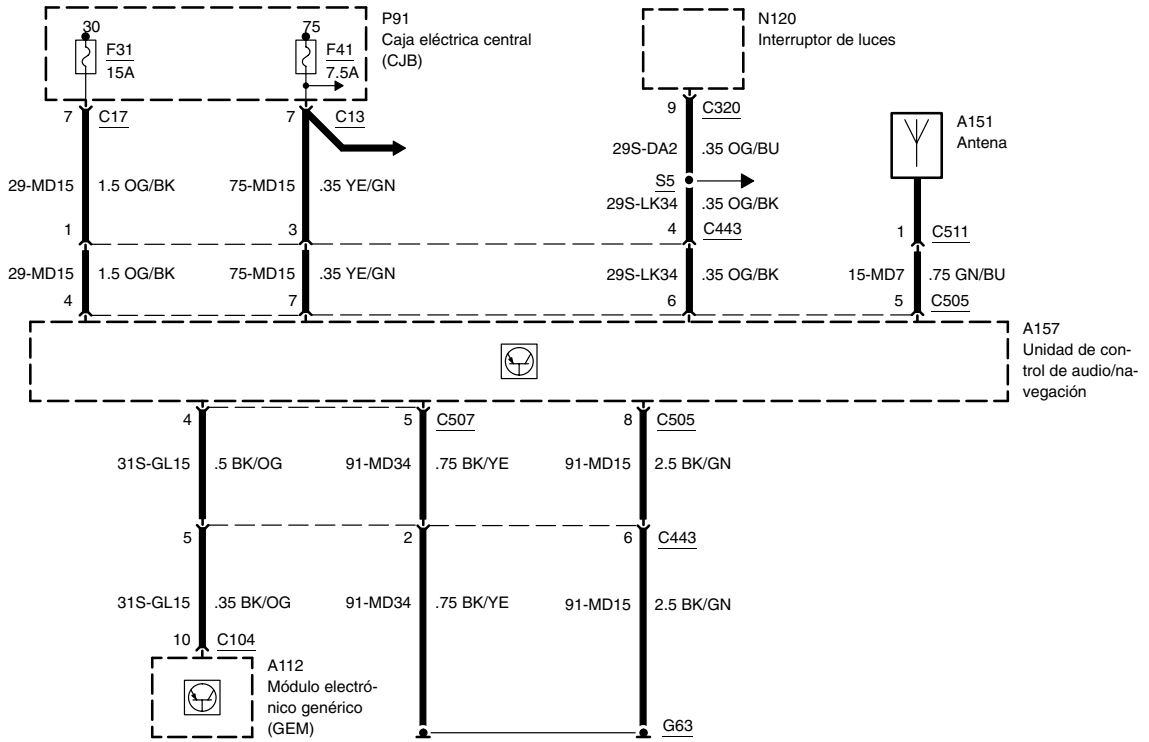 30
75
P91
Caja eléctrica central
(CJB)
N120
Interruptor de luces
F31
15A
F41
7.5A
7 C17
7 C13
9 C320
A151
Antena
29S-DA2 .35 OG/BU
29-MD15 1.5 OG/BK
75-MD15 .35 YE/GN
S5
29S-LK34 .35 OG/BK
1
3
4 C443
1 C511
29-MD15 1.5 OG/BK
75-MD15 .35 YE/GN
29S-LK34 .35 OG/BK
15-MD7 .75 GN/BU
4
7
6
5 C505
A157
Unidad de con-
trol de audio/na-
vegación
4
5 C507
8 C505
31S-GL15 .5 BK/OG
91-MD34 .75 BK/YE
91-MD15 2.5 BK/GN
5
2
6 C443
31S-GL15 .35 BK/OG
91-MD34 .75 BK/YE
91-MD15 2.5 BK/GN
10 C104
A112
Módulo electró-
nico genérico
(GEM)
G63